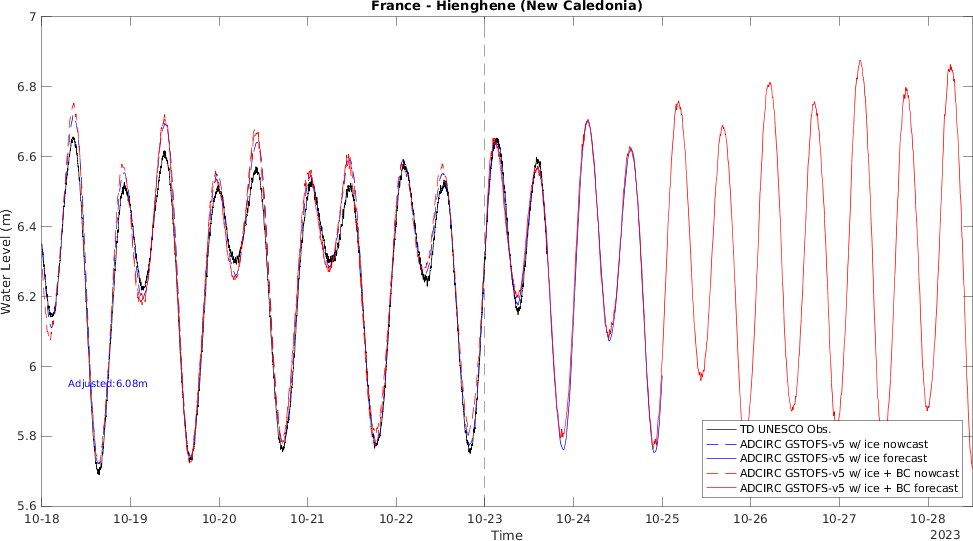 France - Hienghene (New Caledonia)
7
6.8
6.6
6.4
6.2
6
5.8
5.6
Water Level (m)
Adjusted:6.08m
TD UNESCO Obs.
ADCIRC GSTOFS-v5 w/ ice nowcast
ADCIRC GSTOFS-v5 w/ ice forecast
ADCIRC GSTOFS-v5 w/ ice + BC nowcast
ADCIRC GSTOFS-v5 w/ ice + BC forecast
10-18 10-19 10-20 10-21 10-22 10-23 10-24 10-25 10-26 10-27 10-28
Time
2023